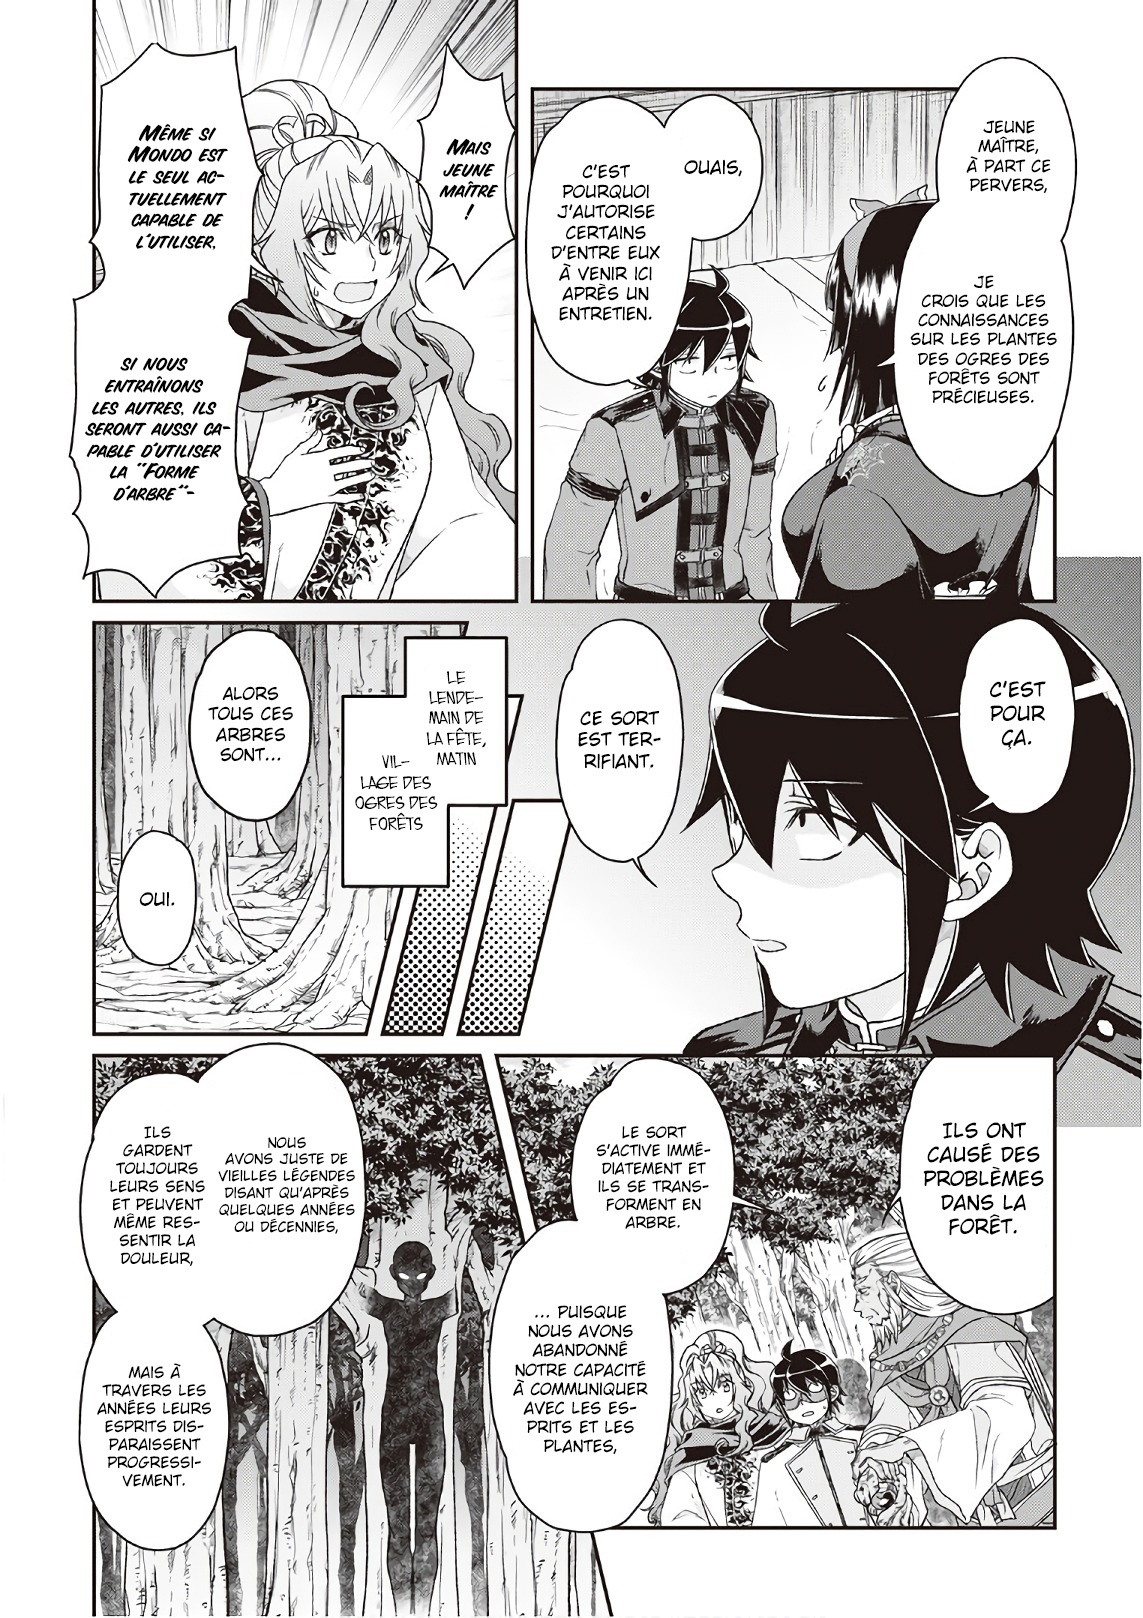 JEUNE
MAÎTRE,
À PART CE
PERVERS,
JE
CROIS QUE LES
CONNAISSANCES
SUR LES PLANTES
DES OGRES DES
FORÊTS SONT
PRÉCIEUSES.
OUAIS,
C'EST
POURQUOI
J'AUTORISE
CERTAINS
D'ENTRE EUX
À VENIR ICI
APRÈS UN
ENTRETIEN.
MAIS
JEUNE
MAÎTRE
!
MÊME SI
MONDO EST
LE SEUL AC-
TUELLEMENT
CAPABLE DE
L'UTILISER,
SI NOUS
ENTRAÎNONS
LES AUTRES, ILS
SERONT AUSSI CA-
PABLE D'UTILISER
LA "FORME
D'ARBRE"-
C'EST
POUR
ÇA.
CE SORT
EST TER-
RIFIANT.
LE
LENDE-
MAIN DE
LA FÊTE,
MATIN
VIL-
LAGE DES
OGRES DES
FORÊTS
ALORS
TOUS CES
ARBRES
SONT...
OUI.
ILS ONT
CAUSÉ DES
PROBLÈMES
DANS LA
FORÊT.
LE SORT
S'ACTIVE IMMÉ-
DIATEMENT ET
ILS SE TRANS-
FORMENT EN
ARBRE.
... PUISQUE
NOUS AVONS
ABANDONNÉ
NOTRE CAPACITÉ
À COMMUNIQUER
AVEC LES ES-
PRITS ET LES
PLANTES,
NOUS
AVONS JUSTE DE
VIEILLES LÉGENDES
DISANT QU'APRÈS
QUELQUES ANNÉES
OU DÉCENNIES,
ILS
GARDENT
TOUJOURS
LEURS SENS
ET PEUVENT
MÊME RES-
SENTIR LA
DOULEUR,
MAIS À
TRAVERS LES
ANNÉES LEURS
ESPRITS DIS-
PARAISSENT
PROGRESSI-
VEMENT.